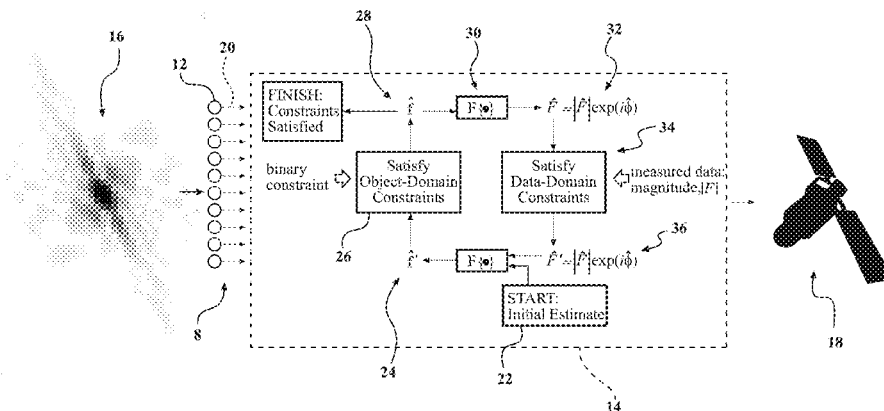 16
12
20
28
30
32
FINISH:
Constraints
Satisfied
f̂
F{•}
F̂ = |F̂|exp(iφ̂)
34
binary
constraint
Satisfy
Object-Domain
Constraints
Satisfy
Data-Domain
Constraints
measured data:
magnitude,|F|
26
36
f̂'
F{•}
F̂' = |F|exp(iφ̂)
START:
Initial Estimate
8
24
22
18
14